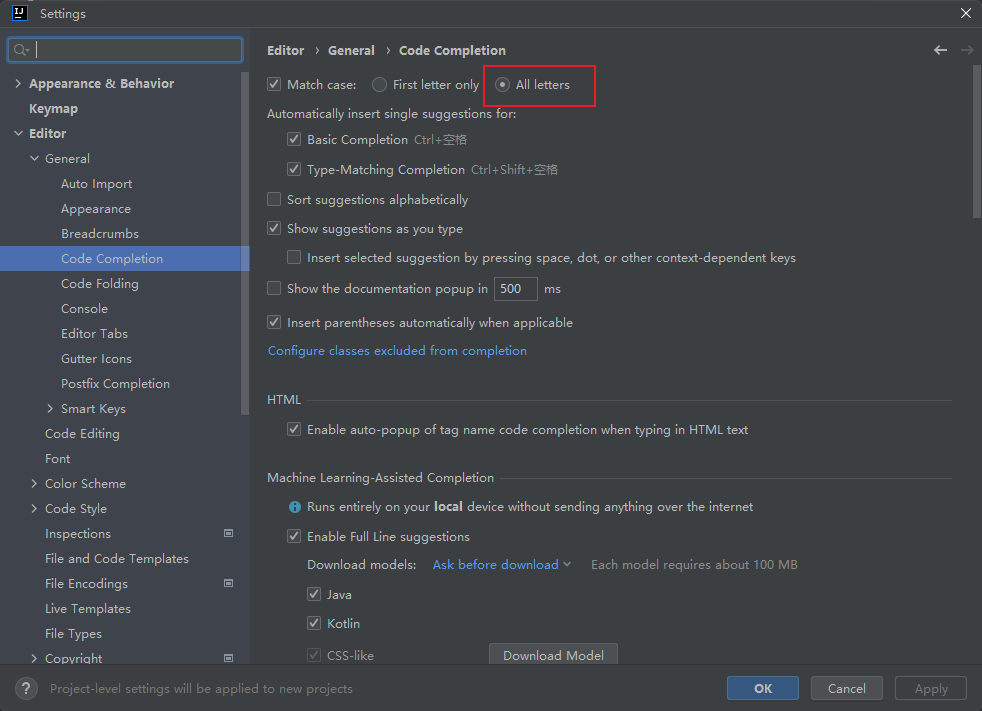 IJ
Settings
Appearance & Behavior
Keymap
Editor
General
Auto Import
Appearance
Breadcrumbs
Code Completion
Code Folding
Console
Editor Tabs
Gutter Icons
Postfix Completion
Smart Keys
Code Editing
Font
Color Scheme
Code Style
Inspections
File and Code Templates
File Encodings
Live Templates
File Types
Copyright
Editor › General › Code Completion
Match case: First letter only All letters
Automatically insert single suggestions for:
Basic Completion Ctrl+空格
Type-Matching Completion Ctrl+Shift+空格
Sort suggestions alphabetically
Show suggestions as you type
Insert selected suggestion by pressing space, dot, or other context-dependent keys
Show the documentation popup in 500 ms
Insert parentheses automatically when applicable
Configure classes excluded from completion
HTML
Enable auto-popup of tag name code completion when typing in HTML text
Machine Learning-Assisted Completion
Runs entirely on your local device without sending anything over the internet
Enable Full Line suggestions
Download models: Ask before download Each model requires about 100 MB
Java
Kotlin
CSS-like Download Model
? Project-level settings will be applied to new projects
OK Cancel Apply